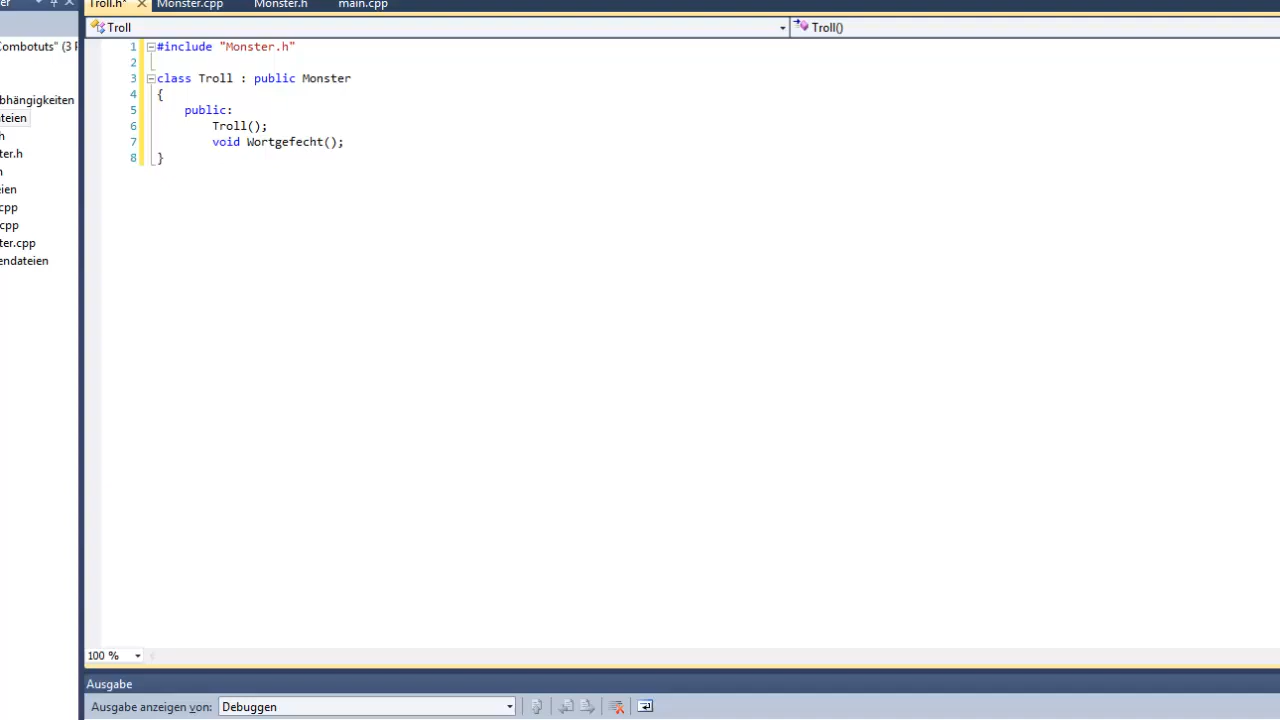 er
Troll.h*
Monster.cpp
Monster.h
main.cpp
Troll
Troll()
Combotuts" (3 P
bhängigkeiten
teien
h
ter.h
h
eien
cpp
cpp
ter.cpp
endateien
1 #include "Monster.h"
2
3 class Troll : public Monster
4 {
5 public:
6 Troll();
7 void Wortgefecht();
8 }
100 %
Ausgabe
Ausgabe anzeigen von: Debuggen